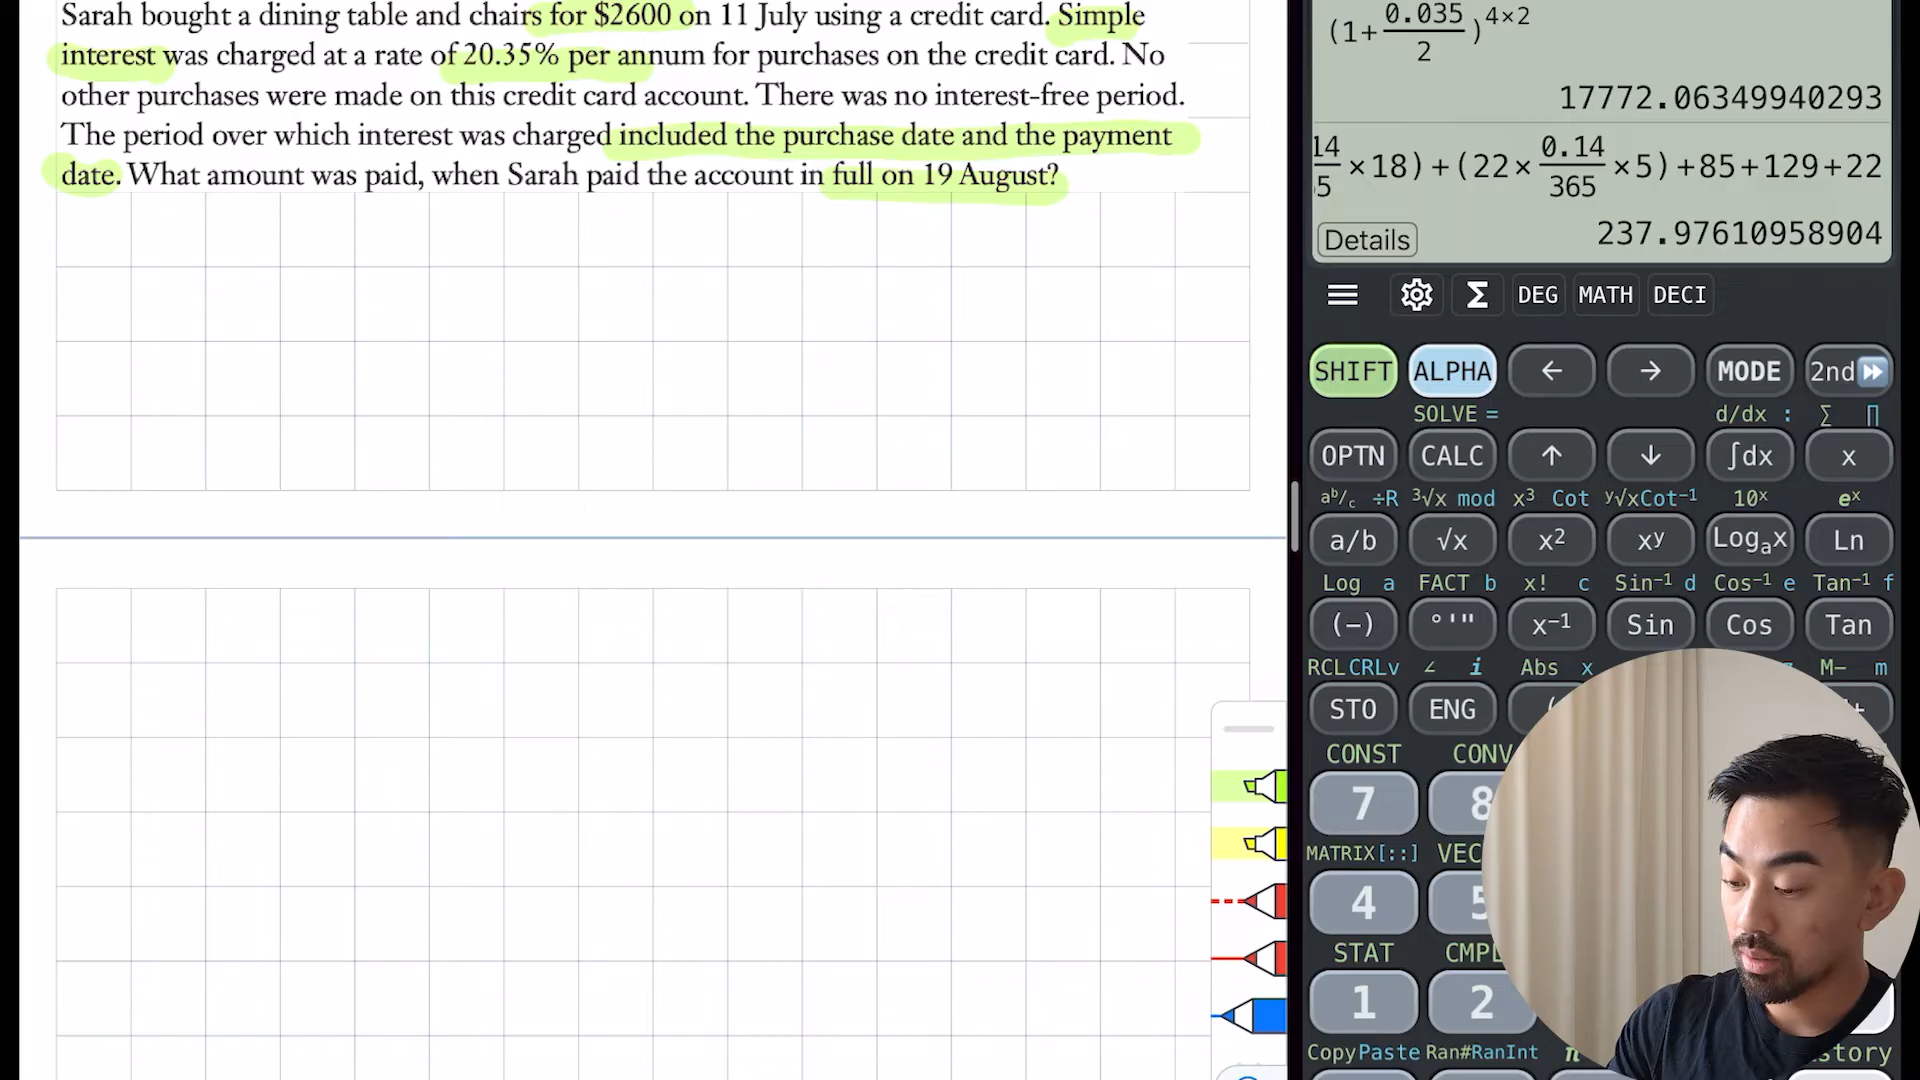 Sarah bought a dining table and chairs for $2600 on 11 July using a credit card. Simple
interest was charged at a rate of 20.35% per annum for purchases on the credit card. No
other purchases were made on this credit card account. There was no interest-free period.
The period over which interest was charged included the purchase date and the payment
date. What amount was paid, when Sarah paid the account in full on 19 August?
(1+0.035/2)^4×2
17772.06349940293
14/5 ×18)+(22×0.14/365×5)+85+129+22
Details 237.97610958904
DEG MATH DECI
SHIFT ALPHA ← → MODE 2nd
SOLVE = d/dx : ∑ ∏
OPTN CALC ↑ ↓ ∫dx x
aᵇ/c ÷R ³√x mod x³ Cot ʸ√x Cot⁻¹ 10ˣ eˣ
a/b √x x² xʸ Logₐx Ln
Log a FACT b x! c Sin⁻¹ d Cos⁻¹ e Tan⁻¹ f
(−) °'" x⁻¹ Sin Cos Tan
RCL CRLv ∠ i Abs x M− m
STO ENG (
CONST CONV
7 8
MATRIX[::] VEC
4 5
STAT CMPL
1 2
Copy Paste Ran# RanInt π story